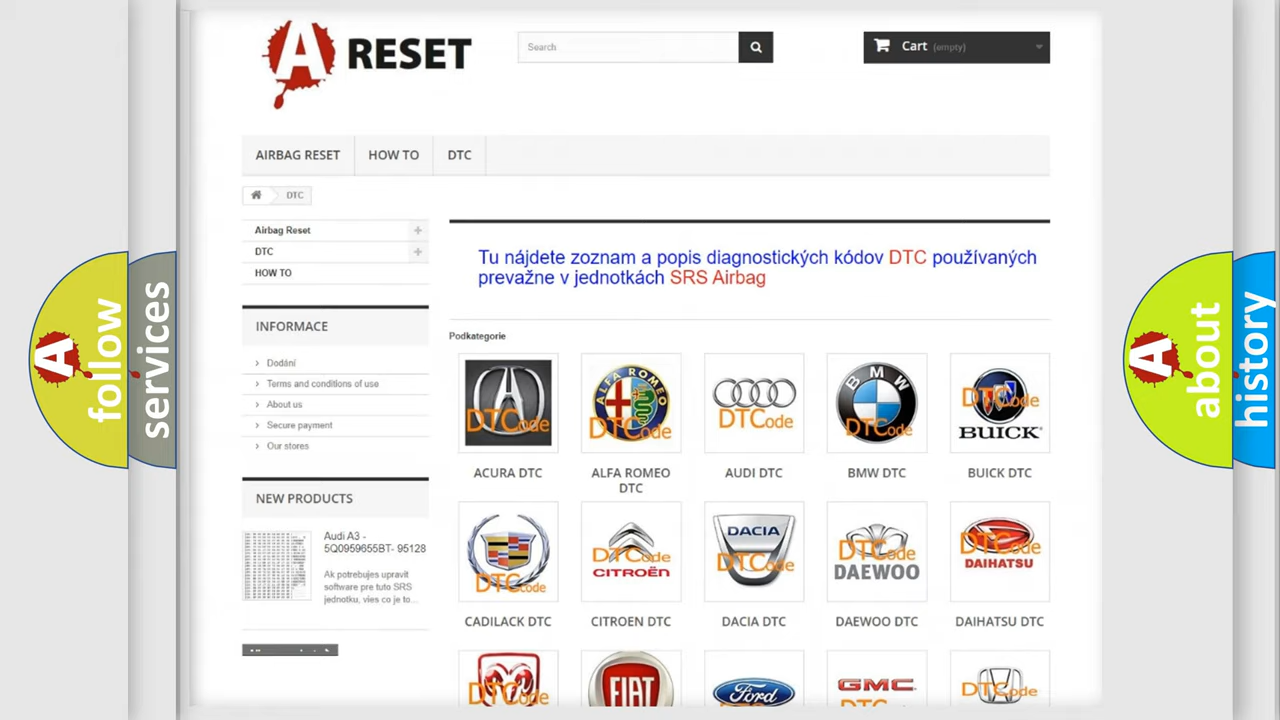 A RESET
Search
Cart (empty)
AIRBAG RESET
HOW TO
DTC
DTC
Airbag Reset
DTC
HOW TO
Tu nájdete zoznam a popis diagnostických kódov DTC používaných
prevažne v jednotkách SRS Airbag
INFORMACE
Dodání
Terms and conditions of use
About us
Secure payment
Our stores
Podkategorie
DTCode
ALFA ROMEO
DTCode
DTCode
BMW
DTCode
DTCode
BUICK
ACURA DTC
ALFA ROMEO
DTC
AUDI DTC
BMW DTC
BUICK DTC
NEW PRODUCTS
Audi A3 -
5Q0959655BT- 95128
Ak potrebujes upravit
software pre tuto SRS
jednotku, vies co je to...
DTCode
DTCode
CITROËN
DACIA
DTCode
DTCode
DAEWOO
DTCode
DAIHATSU
CADILACK DTC
CITROEN DTC
DACIA DTC
DAEWOO DTC
DAIHATSU DTC
DTCode
FIAT
Ford
GMC
DTCode
A follow
services
A about
history